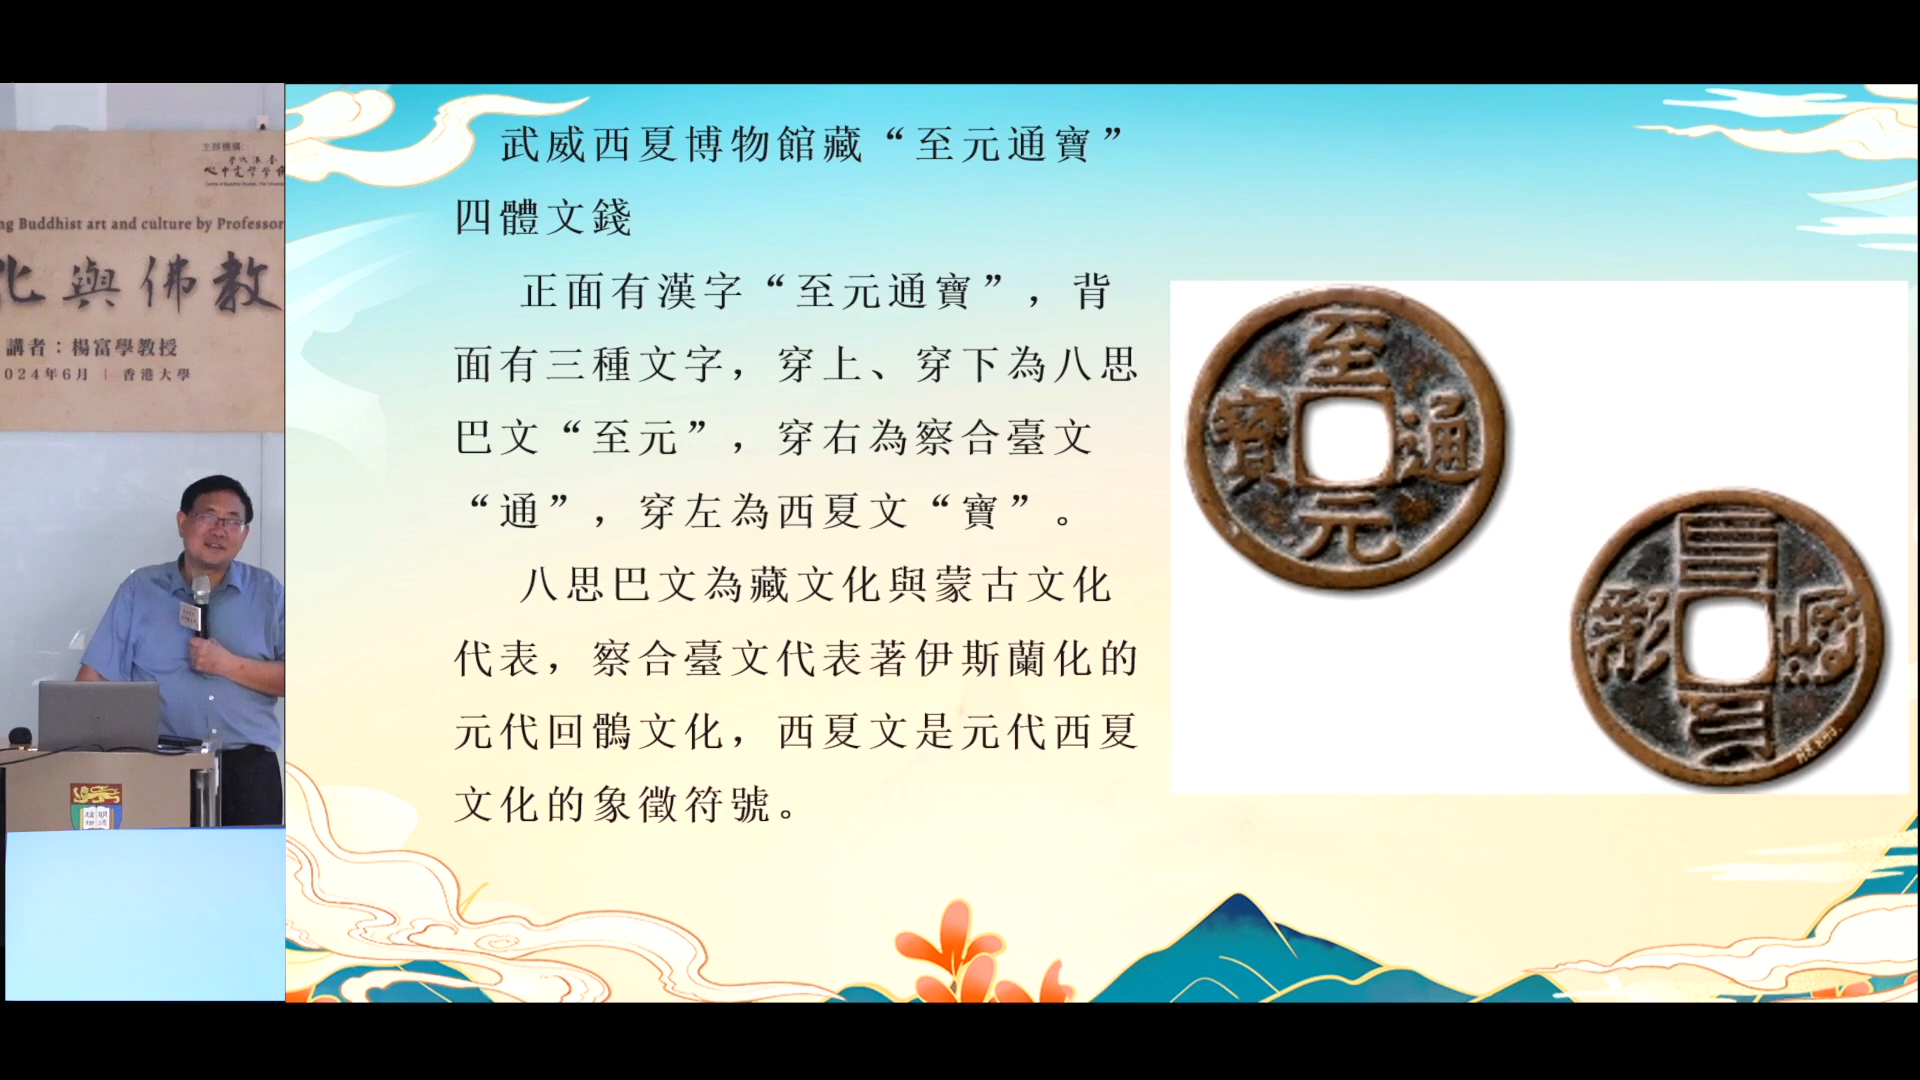 主辦機構:
ng Buddhist art and culture by Professor
化與佛教
講者：楊富學教授
024年6月 | 香港大學
武威西夏博物館藏“至元通寶”
四體文錢
正面有漢字“至元通寶”，背
面有三種文字，穿上、穿下為八思
巴文“至元”，穿右為察合臺文
“通”，穿左為西夏文“寶”。
八思巴文為藏文化與蒙古文化
代表，察合臺文代表著伊斯蘭化的
元代回鶻文化，西夏文是元代西夏
文化的象徵符號。
至
寶 通
元